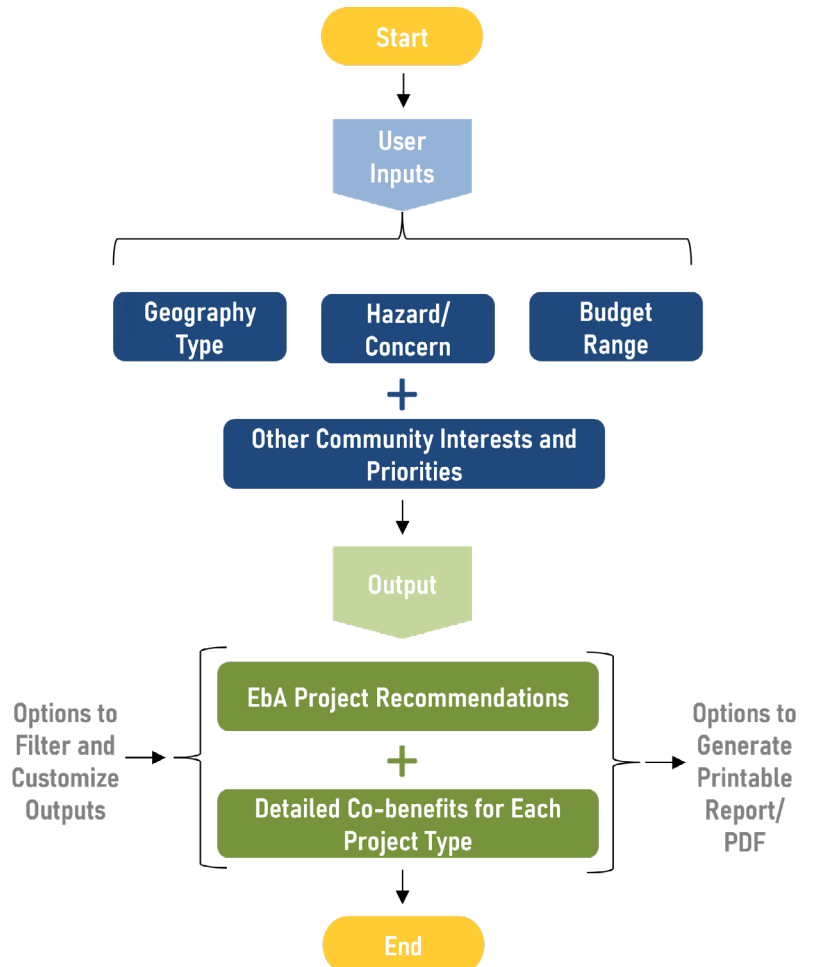 Start
User
Inputs
Geography
Type
Hazard/
Concern
Budget
Range
+
Other Community Interests and
Priorities
Output
EbA Project Recommendations
+
Detailed Co-benefits for Each
Project Type
Options to
Filter and
Customize
Outputs
Options to
Generate
Printable
Report/
PDF
End